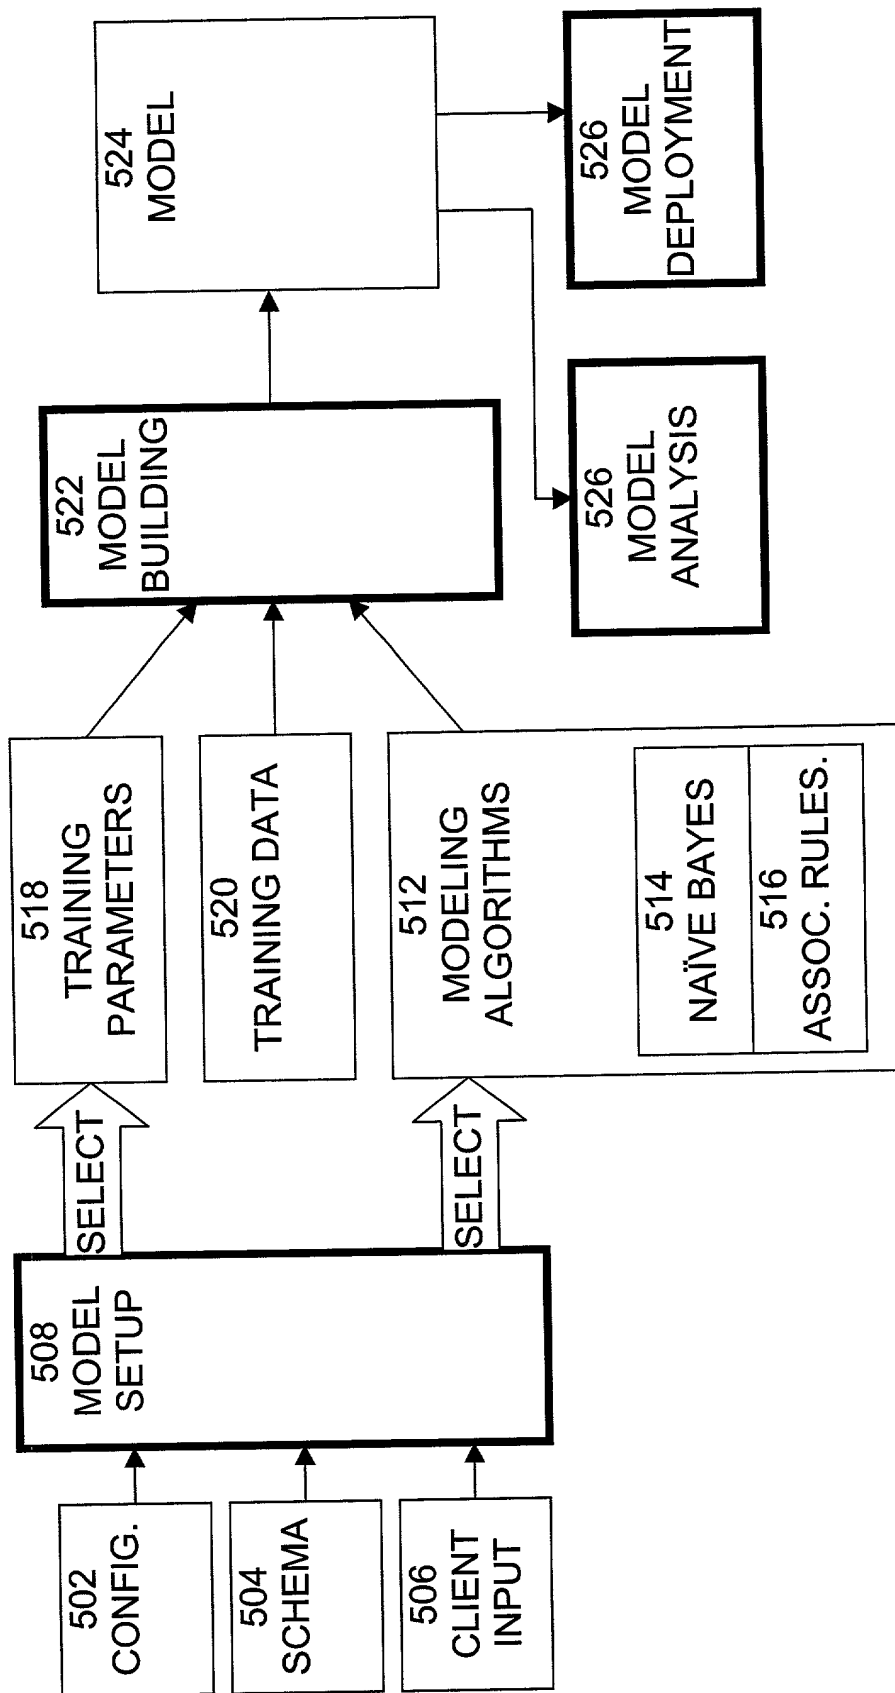 502
CONFIG.
504
SCHEMA
506
CLIENT
INPUT
508
MODEL
SETUP
SELECT
SELECT
518
TRAINING
PARAMETERS
520
TRAINING DATA
512
MODELING
ALGORITHMS
514
NAÏVE BAYES
516
ASSOC. RULES.
522
MODEL
BUILDING
524
MODEL
526
MODEL
ANALYSIS
526
MODEL
DEPLOYMENT